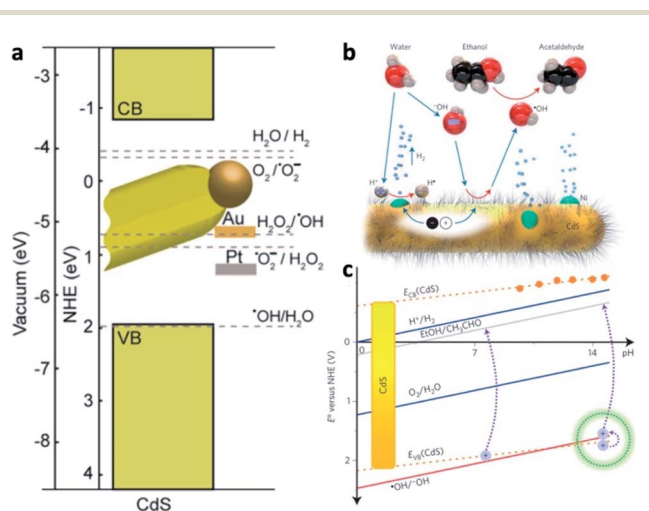 a
Vacuum (eV)
-3
-4
-5
-6
-7
-8
NHE (eV)
-1
0
1
2
3
4
CB
VB
CdS
H₂O / H₂
O₂/•O₂⁻
Au H₂O₂/•OH
Pt •O₂⁻/ H₂O₂
•OH/H₂O
b
Water Ethanol Acetaldehyde
⁻OH •OH
H₂
H⁺ H•
Ni
CdS
− +
c
E° versus NHE (V)
0
1
2
0 7 14 pH
E_CB(CdS)
H⁺/H₂
EtOH/CH₃CHO
CdS
O₂/H₂O
E_VB(CdS)
•OH/⁻OH
+
+
+